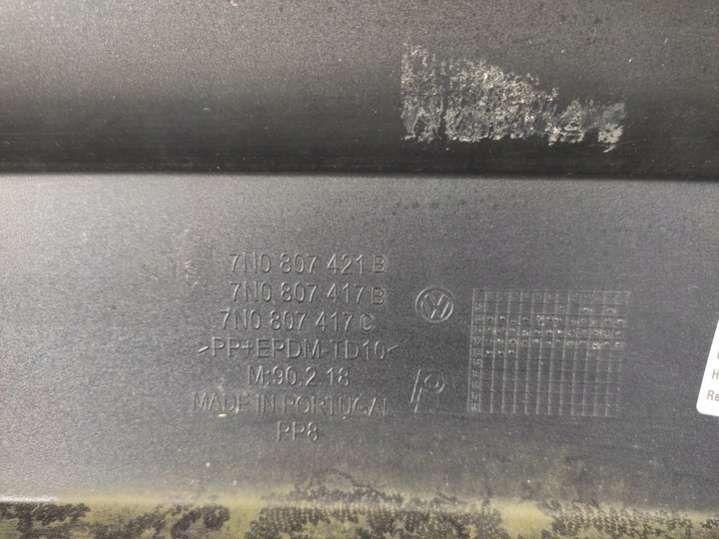 7N0 807 421 B
7N0 807 417 B
7N0 807 417 C
>PP+EPDM-TD10<
M:90.2.18
MADE IN PORTUGAL
PP8
H
Re